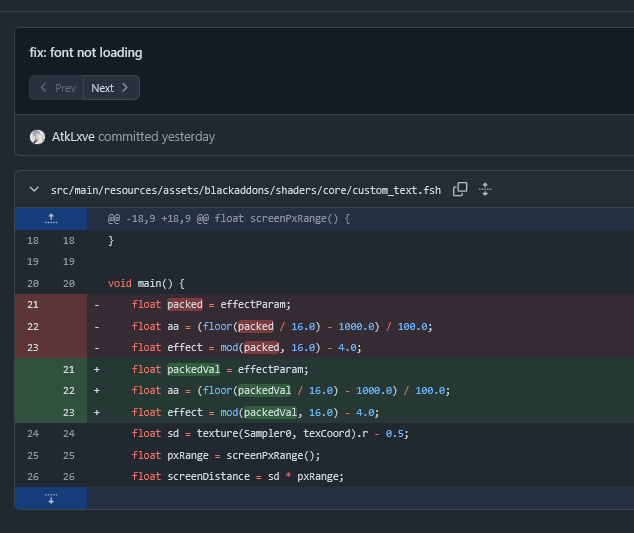 fix: font not loading
Prev Next
AtkLxve committed yesterday
src/main/resources/assets/blackaddons/shaders/core/custom_text.fsh
@@ -18,9 +18,9 @@ float screenPxRange() {
18 18 }
19 19
20 20 void main() {
21 - float packed = effectParam;
22 - float aa = (floor(packed / 16.0) - 1000.0) / 100.0;
23 - float effect = mod(packed, 16.0) - 4.0;
21 + float packedVal = effectParam;
22 + float aa = (floor(packedVal / 16.0) - 1000.0) / 100.0;
23 + float effect = mod(packedVal, 16.0) - 4.0;
24 24 float sd = texture(Sampler0, texCoord).r - 0.5;
25 25 float pxRange = screenPxRange();
26 26 float screenDistance = sd * pxRange;